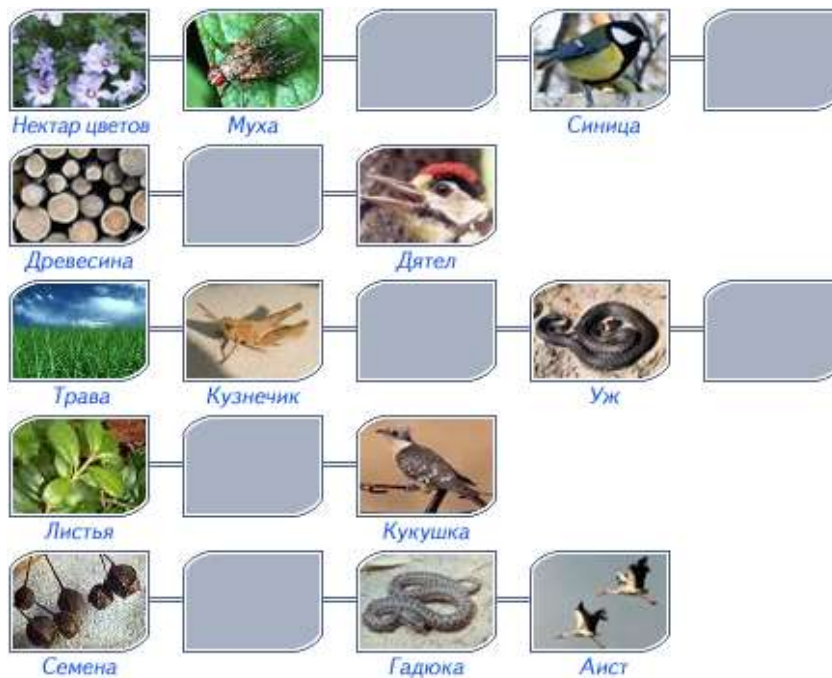 Нектар цветов Муха Синица
Древесина Дятел
Трава Кузнечик Уж
Листья Кукушка
Семена Гадюка Аист